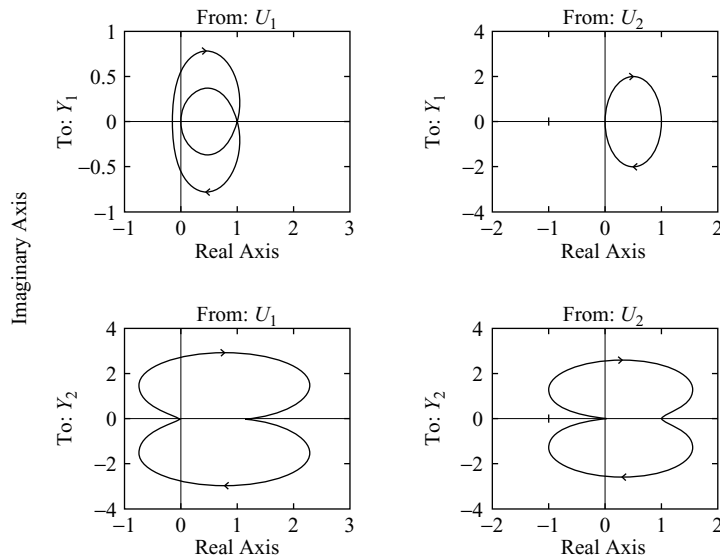 From: U₁
From: U₂
1
0.5
0
−0.5
−1
To: Y₁
−1 0 1 2 3
Real Axis
4
2
0
−2
−4
To: Y₁
−2 −1 0 1 2
Real Axis
Imaginary Axis
From: U₁
From: U₂
4
2
0
−2
−4
To: Y₂
−1 0 1 2 3
Real Axis
4
2
0
−2
−4
To: Y₂
−2 −1 0 1 2
Real Axis